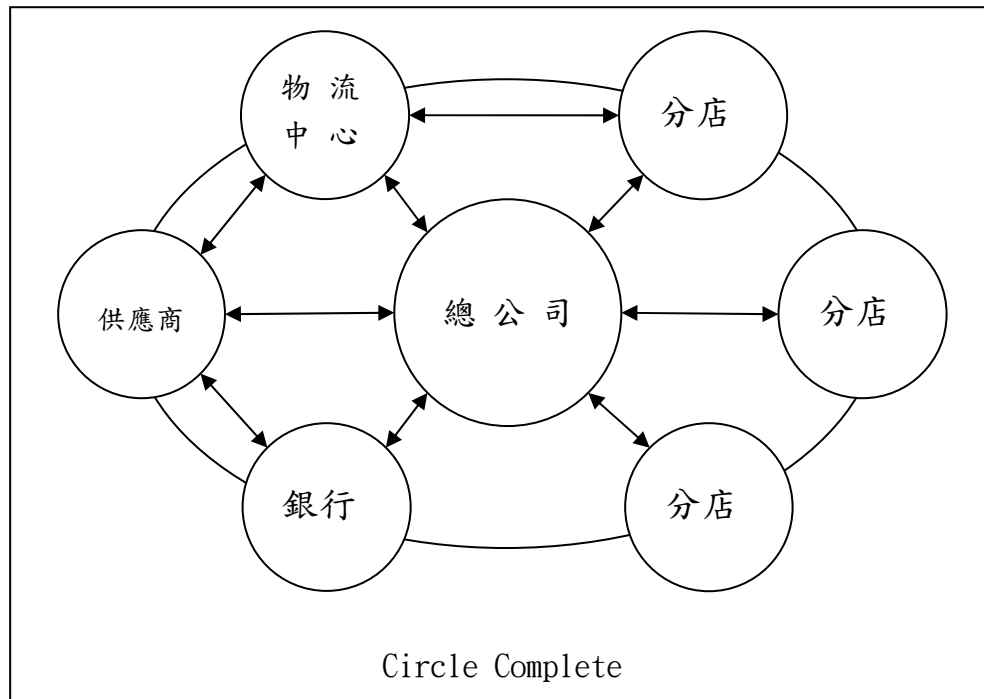 物 流
中 心
分店
供應商
總 公 司
分店
銀行
分店
Circle Complete